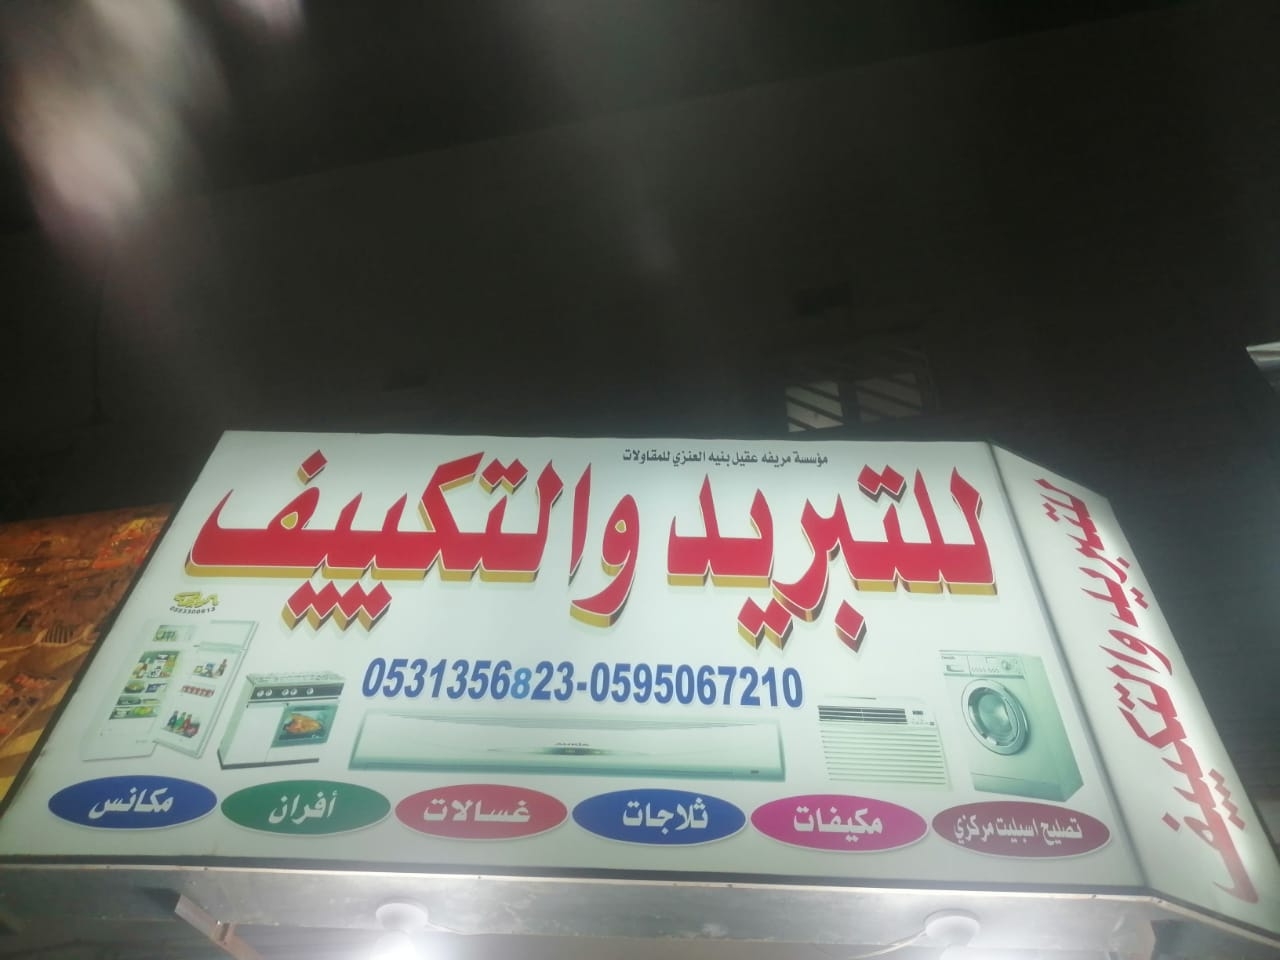 مؤسسة مريفه عقيل بنيه العنزي للمقاولات
للتبريد والتكييف
0531356823-0595067210
تصليح اسبليت مركزي
مكيفات
ثلاجات
غسالات
أفران
مكانس
للتبريد والتكييف